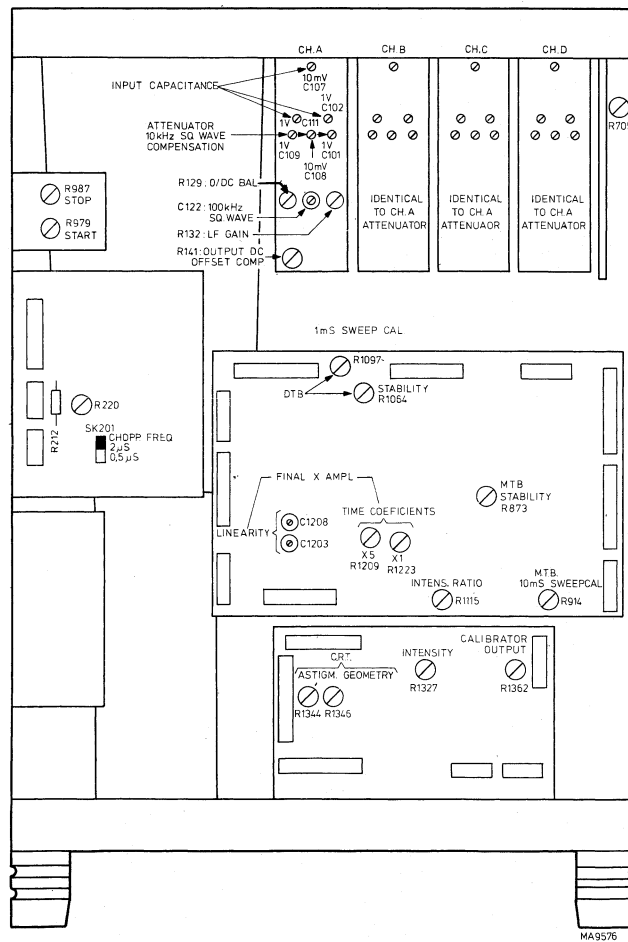 CH.A CH.B CH.C CH.D
10mV
C107
INPUT CAPACITANCE
1V
C102
1V C111
ATTENUATOR
10kHz SQ WAVE
COMPENSATION
1V
C109
1V
C101
10mV
C108
R705
R987
STOP
R979
START
R129:0/DC BAL
C122:100kHz
SQ.WAVE
R132:LF GAIN
R141:OUTPUT DC
OFFSET COMP
IDENTICAL
TO CH.A
ATTENUATOR
IDENTICAL
TO CH.A
ATTENUAOR
IDENTICAL
TO CH.A
ATTENUATOR
1mS SWEEP CAL
R1097
DTB
STABILITY
R1064
R212
R220
SK201
CHOPP FREQ
2µS
0,5µS
FINAL X AMPL
M.T.B
STABILITY
R873
TIME COEFICIENTS
LINEARITY
C1208
C1203
X5
R1209
X1
R1223
INTENS. RATIO
R1115
M.T.B.
10mS SWEEPCAL
R914
C.R.T.
ASTIGM. GEOMETRY
R1344 R1346
INTENSITY
R1327
CALIBRATOR
OUTPUT
R1362
MA9576